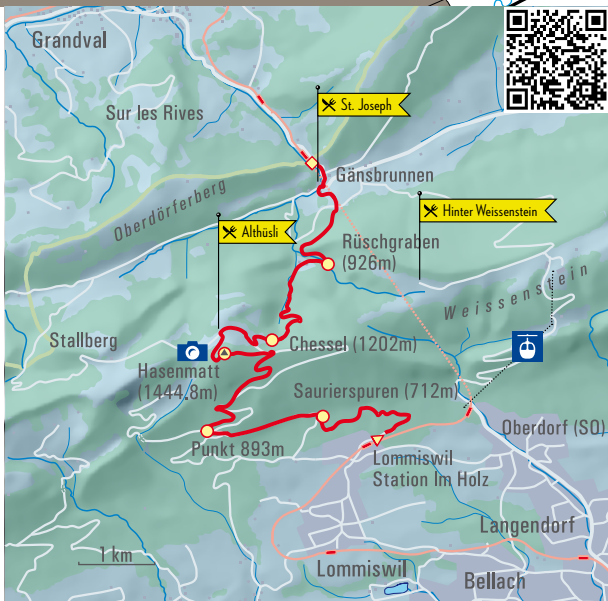 Grandval
Sur les Rives
St. Joseph
Gänsbrunnen
Oberdörferberg
Althüsli
Hinter Weissenstein
Rüschgraben
(926m)
Weissenstein
Stallberg
Chessel (1202m)
Hasenmatt
(1444.8m)
Saurierspuren (712m)
Punkt 893m
Oberdorf (SO)
Lommiswil
Station Im Holz
Langendorf
1 km
Lommiswil
Bellach